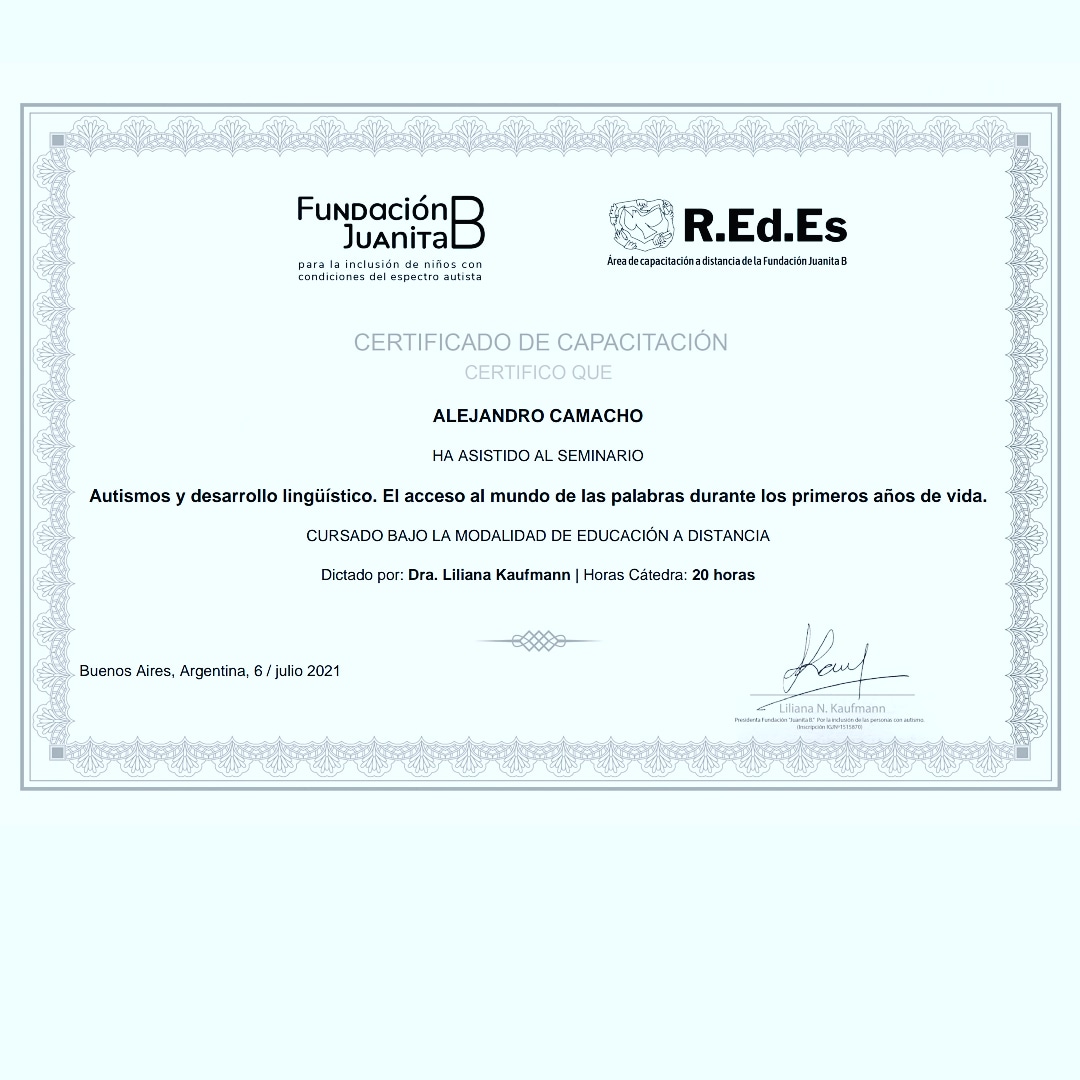 Fundación
Juanita B
para la inclusión de niños con
condiciones del espectro autista
R.Ed.Es
Área de capacitación a distancia de la Fundación Juanita B
CERTIFICADO DE CAPACITACIÓN
CERTIFICO QUE
ALEJANDRO CAMACHO
HA ASISTIDO AL SEMINARIO
Autismos y desarrollo lingüístico. El acceso al mundo de las palabras durante los primeros años de vida.
CURSADO BAJO LA MODALIDAD DE EDUCACIÓN A DISTANCIA
Dictado por: Dra. Liliana Kaufmann | Horas Cátedra: 20 horas
Buenos Aires, Argentina, 6 / julio 2021
Liliana N. Kaufmann
Presidenta Fundación "Juanita B." Por la inclusión de las personas con autismo.